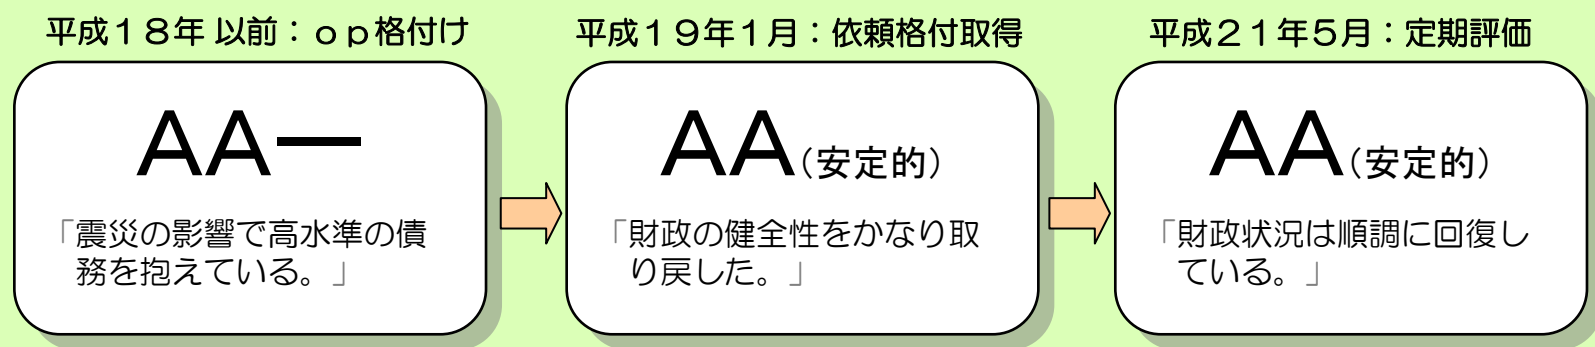 平成１８年 以前：ｏｐ格付け
ＡＡー
「震災の影響で高水準の債
務を抱えている。」
平成１９年１月：依頼格付取得
ＡＡ（安定的）
「財政の健全性をかなり取
り戻した。」
平成２１年５月：定期評価
ＡＡ（安定的）
「財政状況は順調に回復し
ている。」